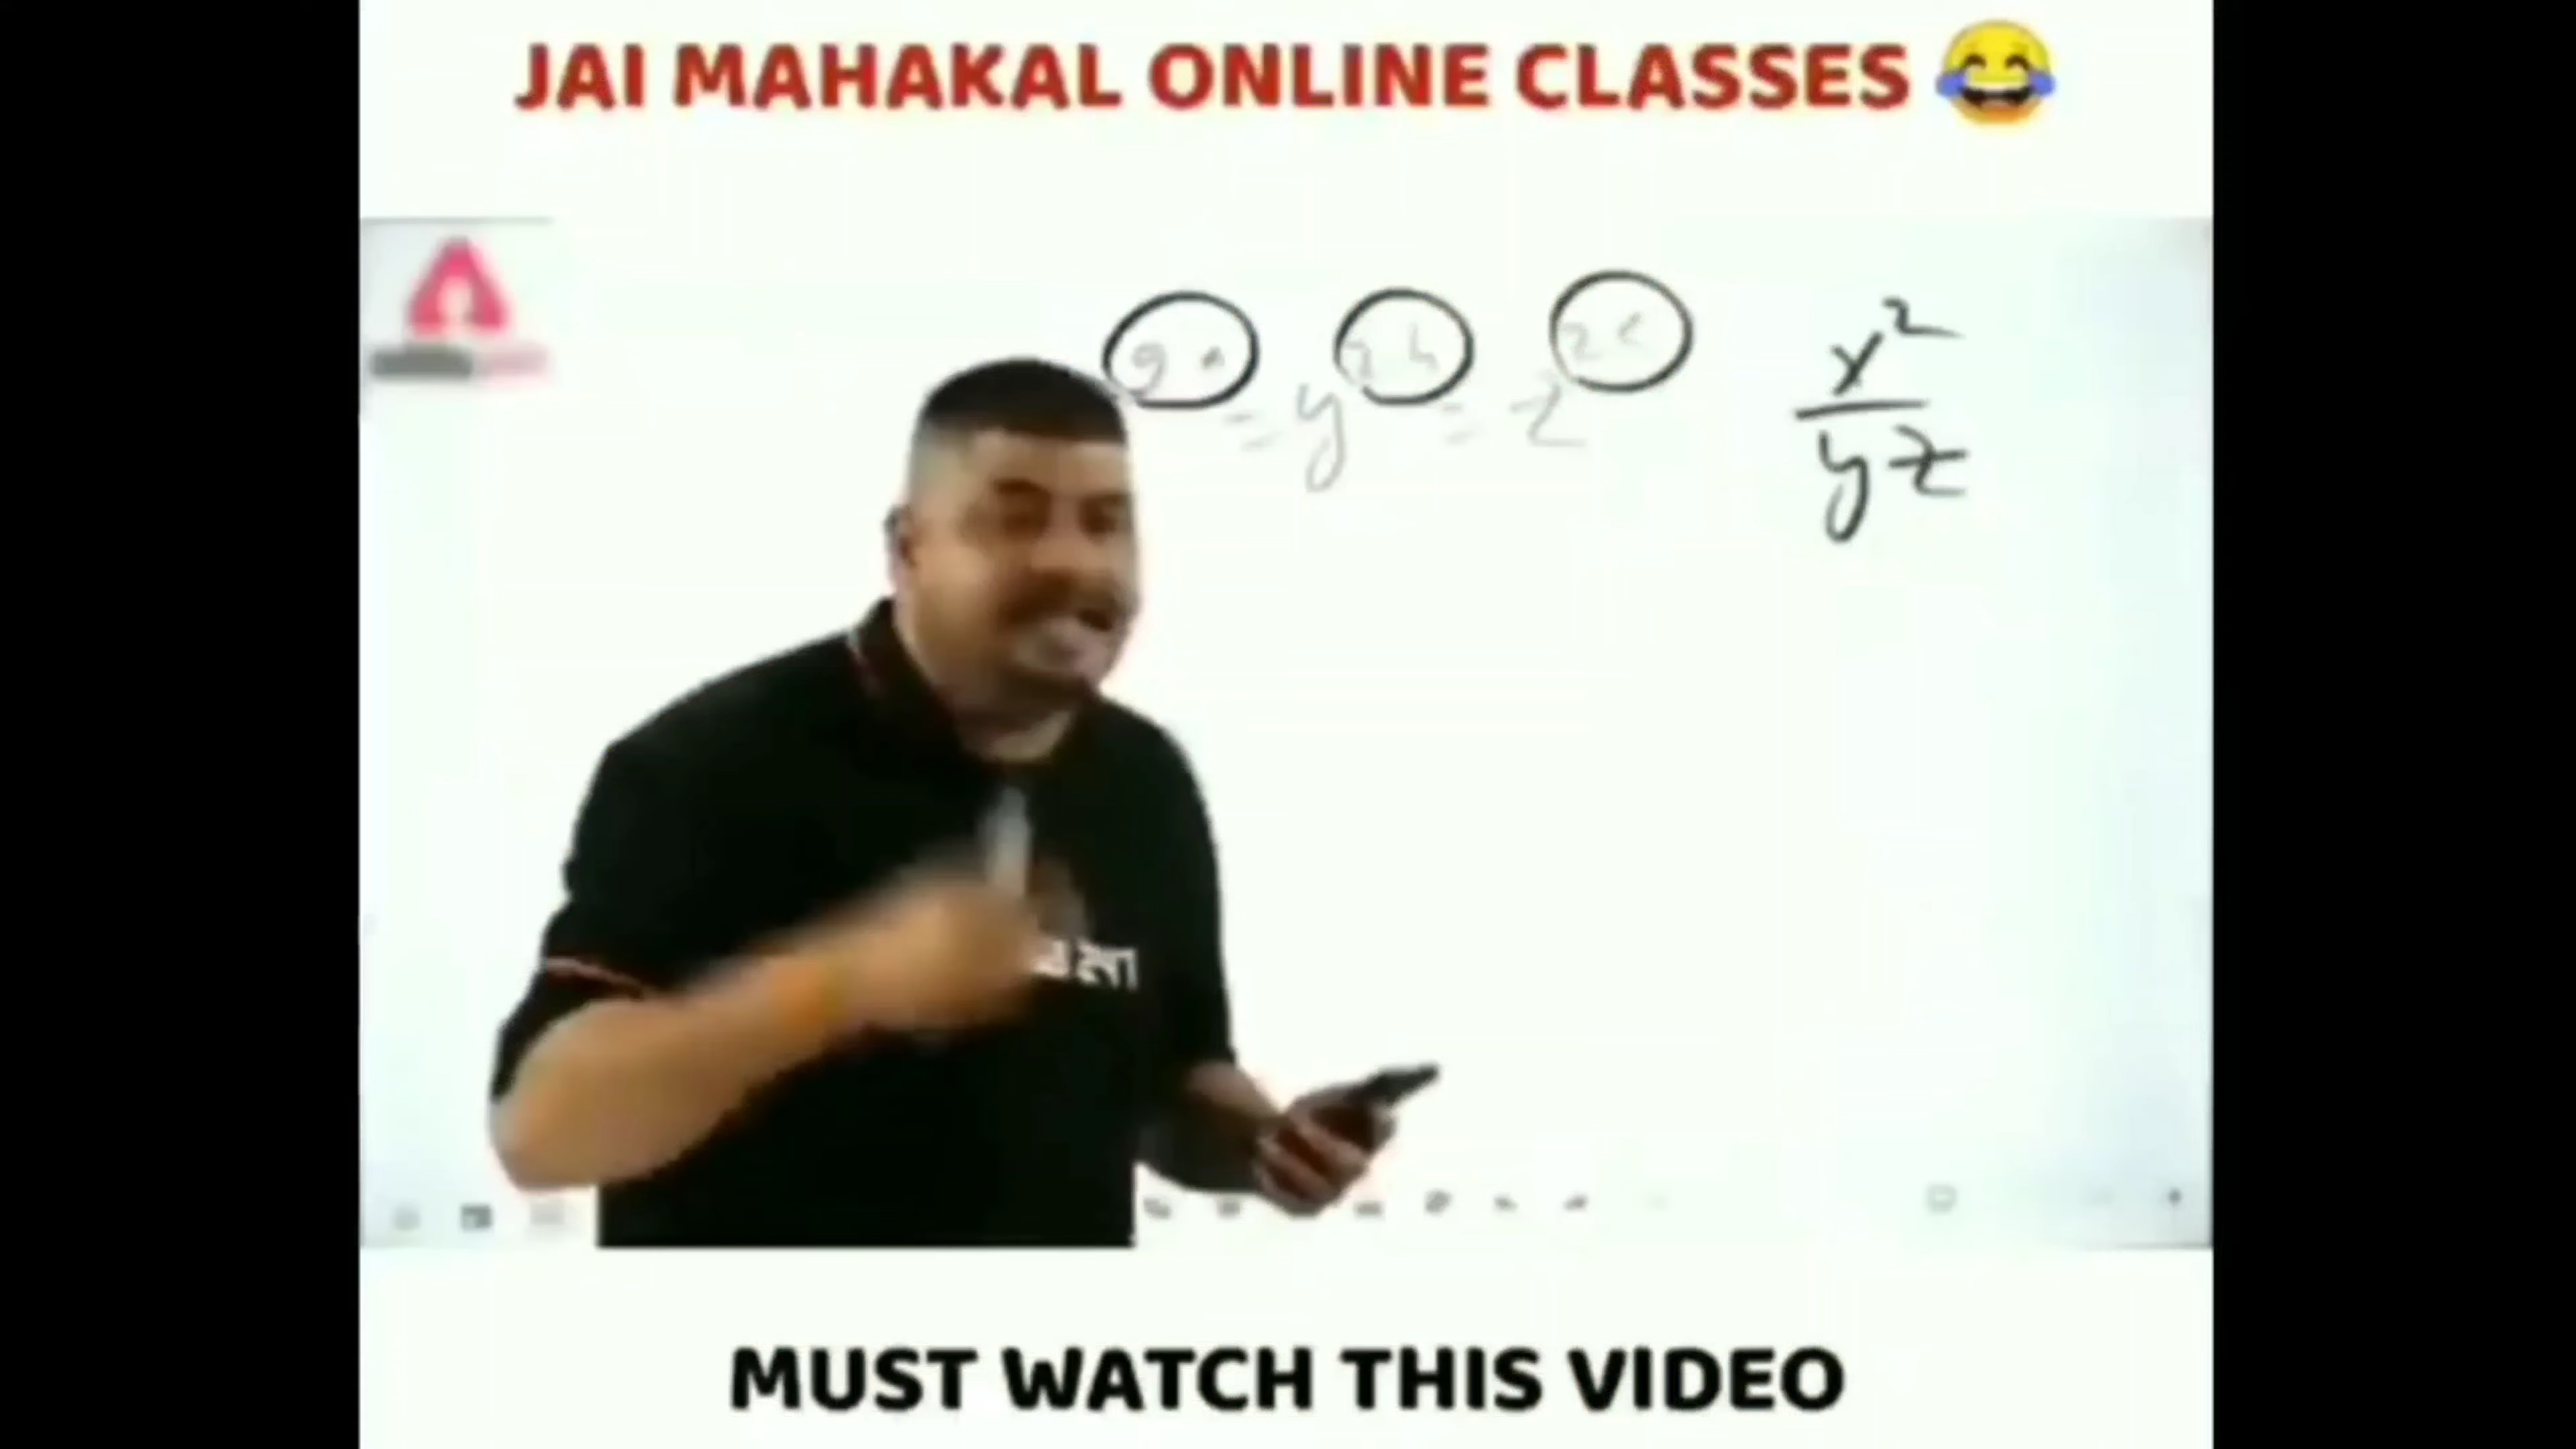 JAI MAHAKAL ONLINE CLASSES 😂
= y = z
x²
yz
MUST WATCH THIS VIDEO